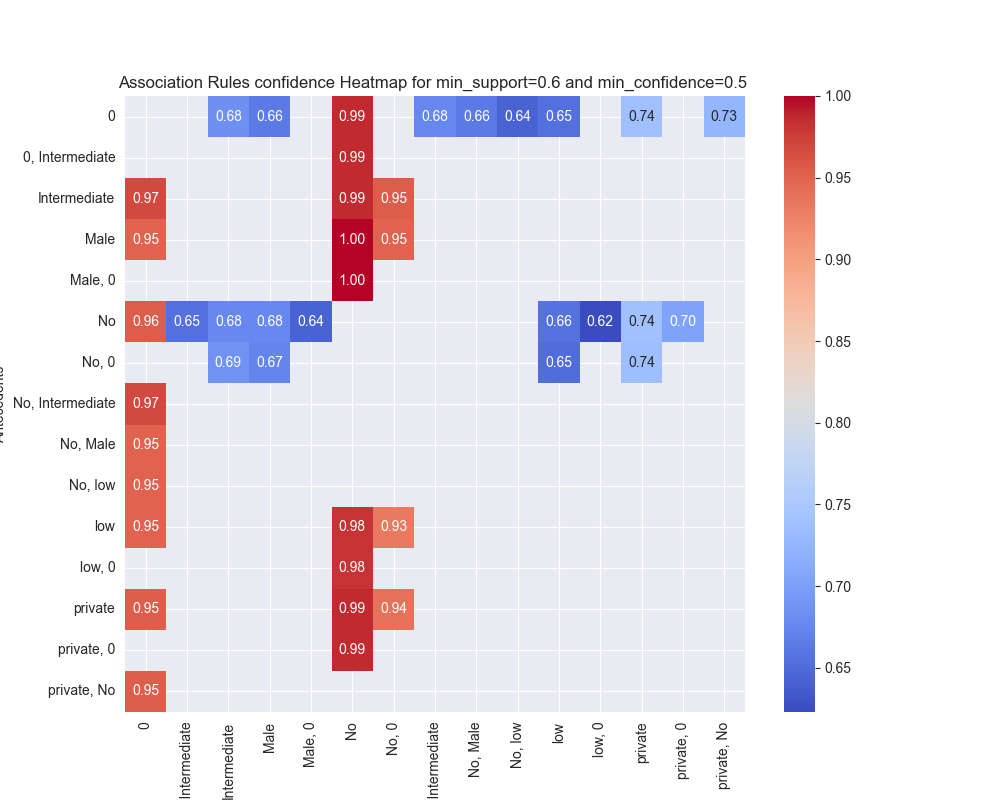 Association Rules confidence Heatmap for min_support=0.6 and min_confidence=0.5
0 0.68 0.66 0.99 0.68 0.66 0.64 0.65 0.74 0.73
0, Intermediate 0.99
Intermediate 0.97 0.99 0.95
Male 0.95 1.00 0.95
Male, 0 1.00
No 0.96 0.65 0.68 0.68 0.64 0.66 0.62 0.74 0.70
No, 0 0.69 0.67 0.65 0.74
No, Intermediate 0.97
No, Male 0.95
No, low 0.95
low 0.95 0.98 0.93
low, 0 0.98
private 0.95 0.99 0.94
private, 0 0.99
private, No 0.95
0
Intermediate
Intermediate
Male
Male, 0
No
No, 0
Intermediate
No, Male
No, low
low
low, 0
private
private, 0
private, No
1.00
0.95
0.90
0.85
0.80
0.75
0.70
0.65